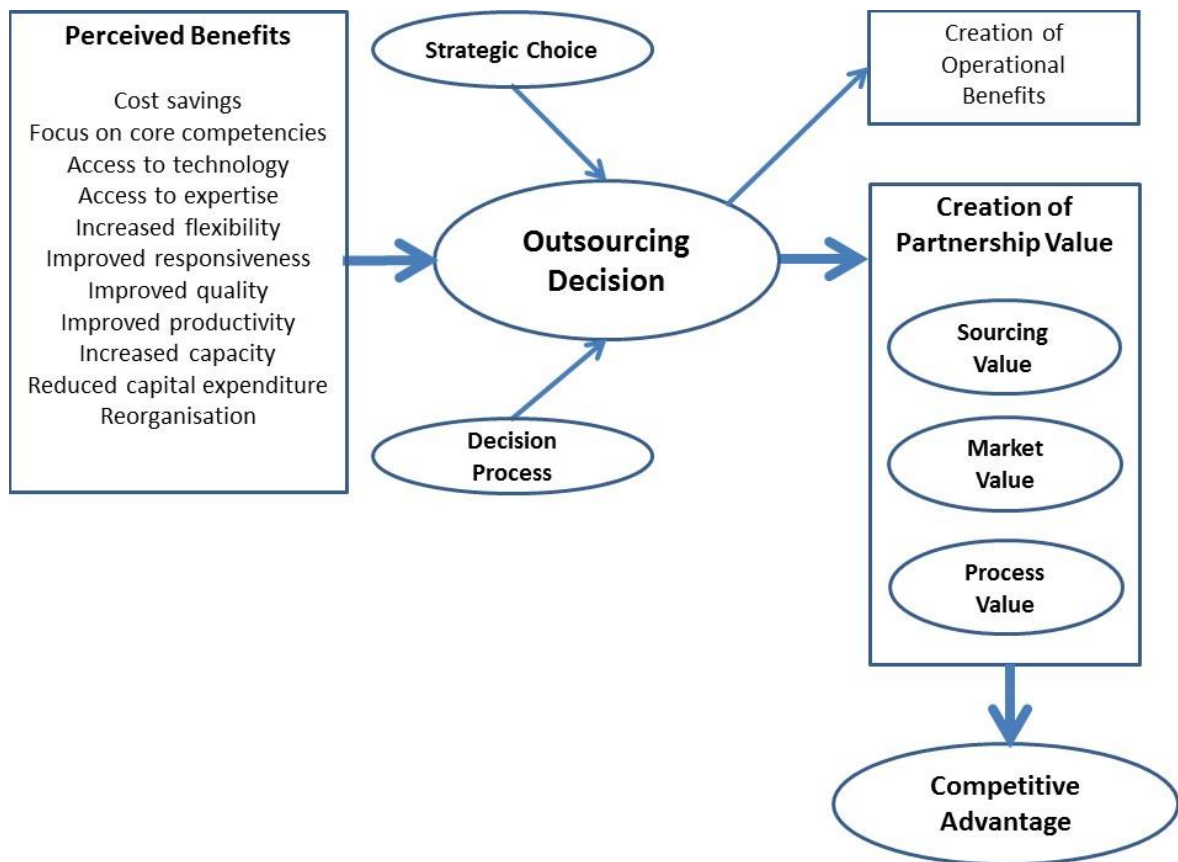 Perceived Benefits
Cost savings
Focus on core competencies
Access to technology
Access to expertise
Increased flexibility
Improved responsiveness
Improved quality
Improved productivity
Increased capacity
Reduced capital expenditure
Reorganisation
Strategic Choice
Outsourcing
Decision
Decision
Process
Creation of
Operational
Benefits
Creation of
Partnership Value
Sourcing
Value
Market
Value
Process
Value
Competitive
Advantage